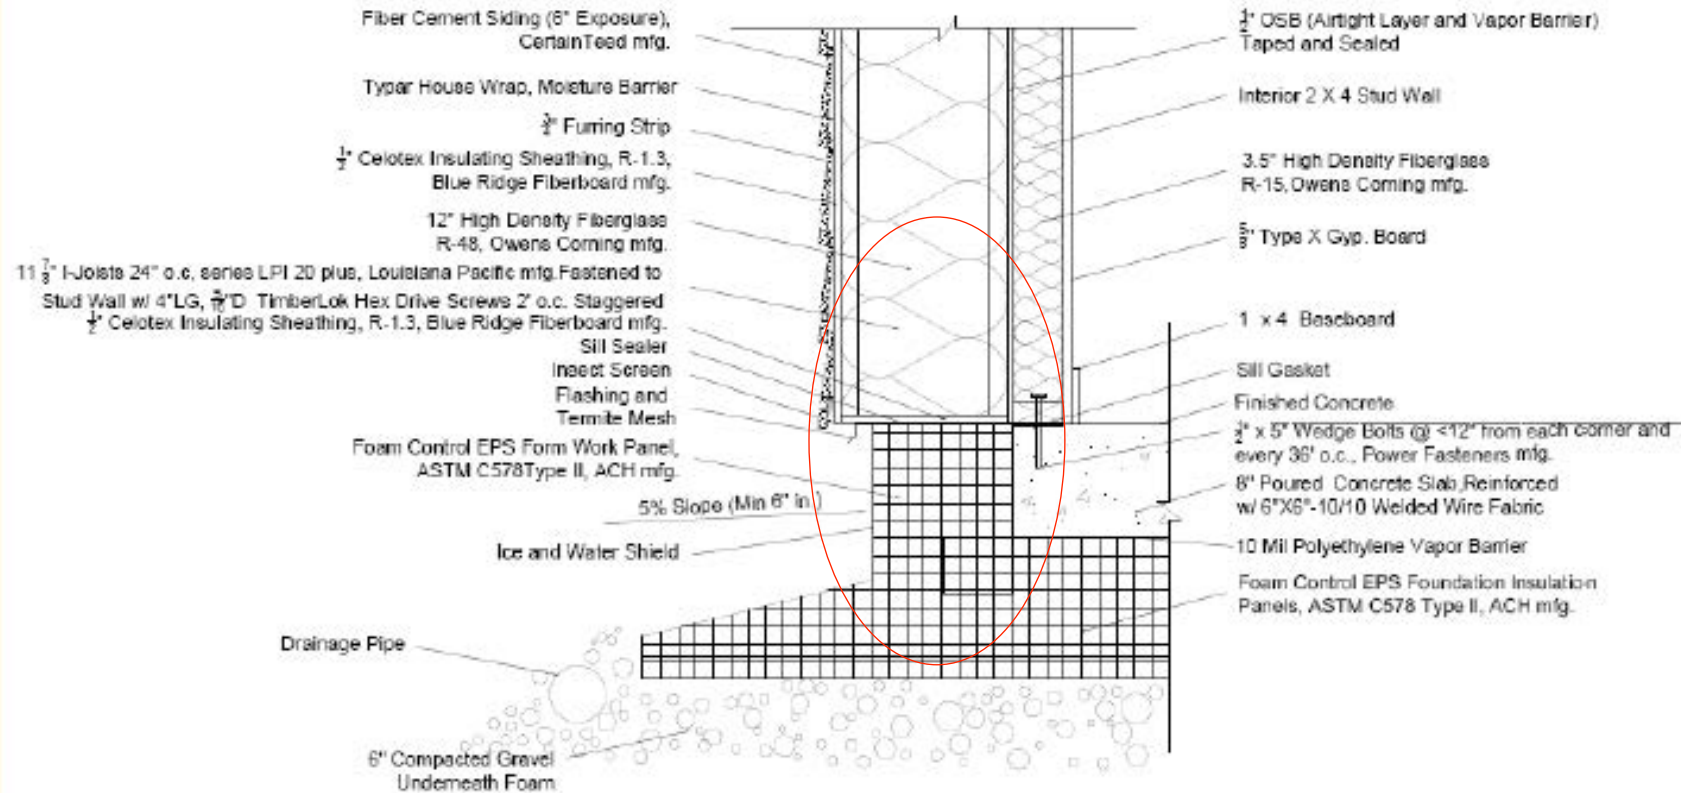 Fiber Cement Siding (6" Exposure),
CertainTeed mfg.
Typar House Wrap, Moisture Barrier
Furring Strip
1/2" Celotex Insulating Sheathing, R-1.3,
Blue Ridge Fiberboard mfg.
12" High Density Fiberglass
R-48, Owens Corning mfg.
11 7/8" I-Joists 24" o.c. series LPI 20 plus, Louisiana Pacific mfg.Fastened to
Stud Wall w/ 4"LG, 5/16"D TimberLok Hex Drive Screws 2' o.c. Staggered
1/2" Celotex Insulating Sheathing, R-1.3, Blue Ridge Fiberboard mfg.
Sill Sealer
Insect Screen
Flashing and
Termite Mesh
Foam Control EPS Form Work Panel,
ASTM C578Type II, ACH mfg.
5% Slope (Min 6" in.)
Ice and Water Shield
Drainage Pipe
6" Compacted Gravel
Underneath Foam
1/2" OSB (Airtight Layer and Vapor Barrier)
Taped and Sealed
Interior 2 X 4 Stud Wall
3.5" High Density Fiberglass
R-15, Owens Corning mfg.
5/8" Type X Gyp. Board
1 x 4 Baseboard
Sill Gasket
Finished Concrete
1/2" x 5" Wedge Bolts @ <12" from each corner and
every 36' o.c., Power Fasteners mfg.
8" Poured Concrete Slab,Reinforced
w/ 6"X6"-10/10 Welded Wire Fabric
10 Mil Polyethylene Vapor Barrier
Foam Control EPS Foundation Insulation
Panels, ASTM C578 Type II, ACH mfg.